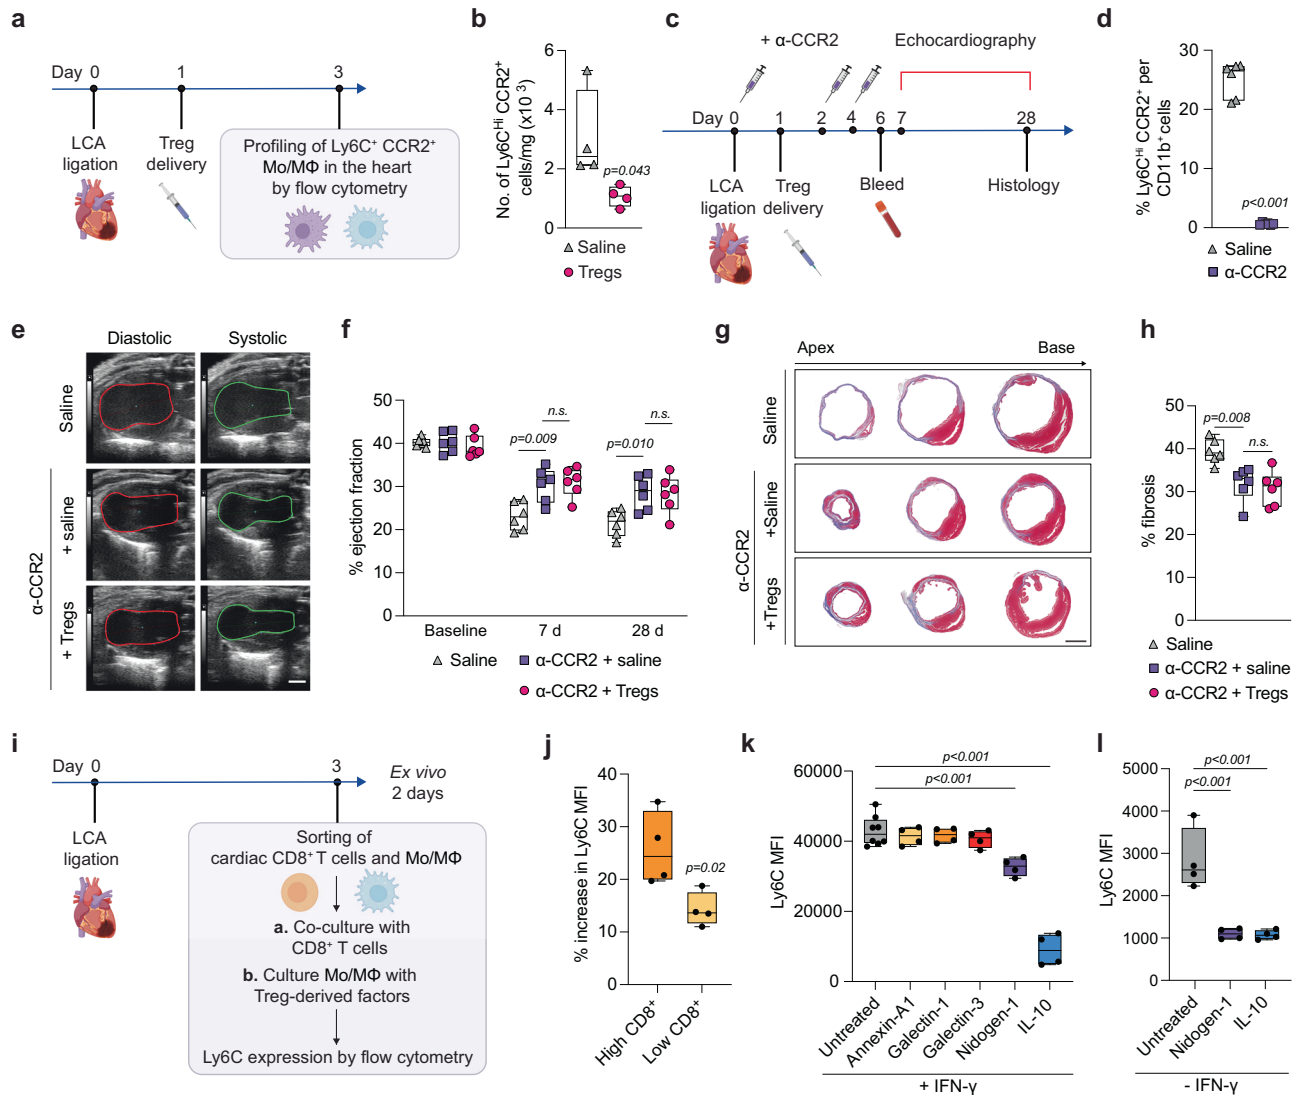 a
Day 0 1 3
LCA
ligation
Treg
delivery
Profiling of Ly6C⁺ CCR2⁺
Mo/MΦ in the heart
by flow cytometry
b
No. of Ly6Cᴴⁱ CCR2⁺
cells/mg (x10 ³)
6
4
2
0
p=0.043
Saline
Tregs
c
+ α-CCR2
Echocardiography
Day 0 1 2 4 6 7 28
LCA
ligation
Treg
delivery
Bleed
Histology
d
% Ly6Cᴴⁱ CCR2⁺ per
CD11b⁺ cells
30
20
10
0
p<0.001
Saline
α-CCR2
e
Diastolic Systolic
Saline
α-CCR2
+ saline
+ Tregs
f
% ejection fraction
50
40
30
20
10
0
p=0.009
n.s.
p=0.010
n.s.
Baseline 7 d 28 d
Saline
α-CCR2 + saline
α-CCR2 + Tregs
g
Apex Base
Saline
α-CCR2
+Saline
+Tregs
h
% fibrosis
50
40
30
20
10
0
p=0.008
n.s.
Saline
α-CCR2 + saline
α-CCR2 + Tregs
i
Day 0 3
Ex vivo
2 days
LCA
ligation
Sorting of
cardiac CD8⁺ T cells and Mo/MΦ
a. Co-culture with
CD8⁺ T cells
b. Culture Mo/MΦ with
Treg-derived factors
Ly6C expression by flow cytometry
j
% increase in Ly6C MFI
40
30
20
10
0
p=0.02
High CD8⁺
Low CD8⁺
k
Ly6C MFI
60000
40000
20000
0
p<0.001
p<0.001
Untreated
Annexin-A1
Galectin-1
Galectin-3
Nidogen-1
IL-10
+ IFN-γ
l
Ly6C MFI
5000
4000
3000
2000
1000
0
p<0.001
p<0.001
Untreated
Nidogen-1
IL-10
- IFN-γ